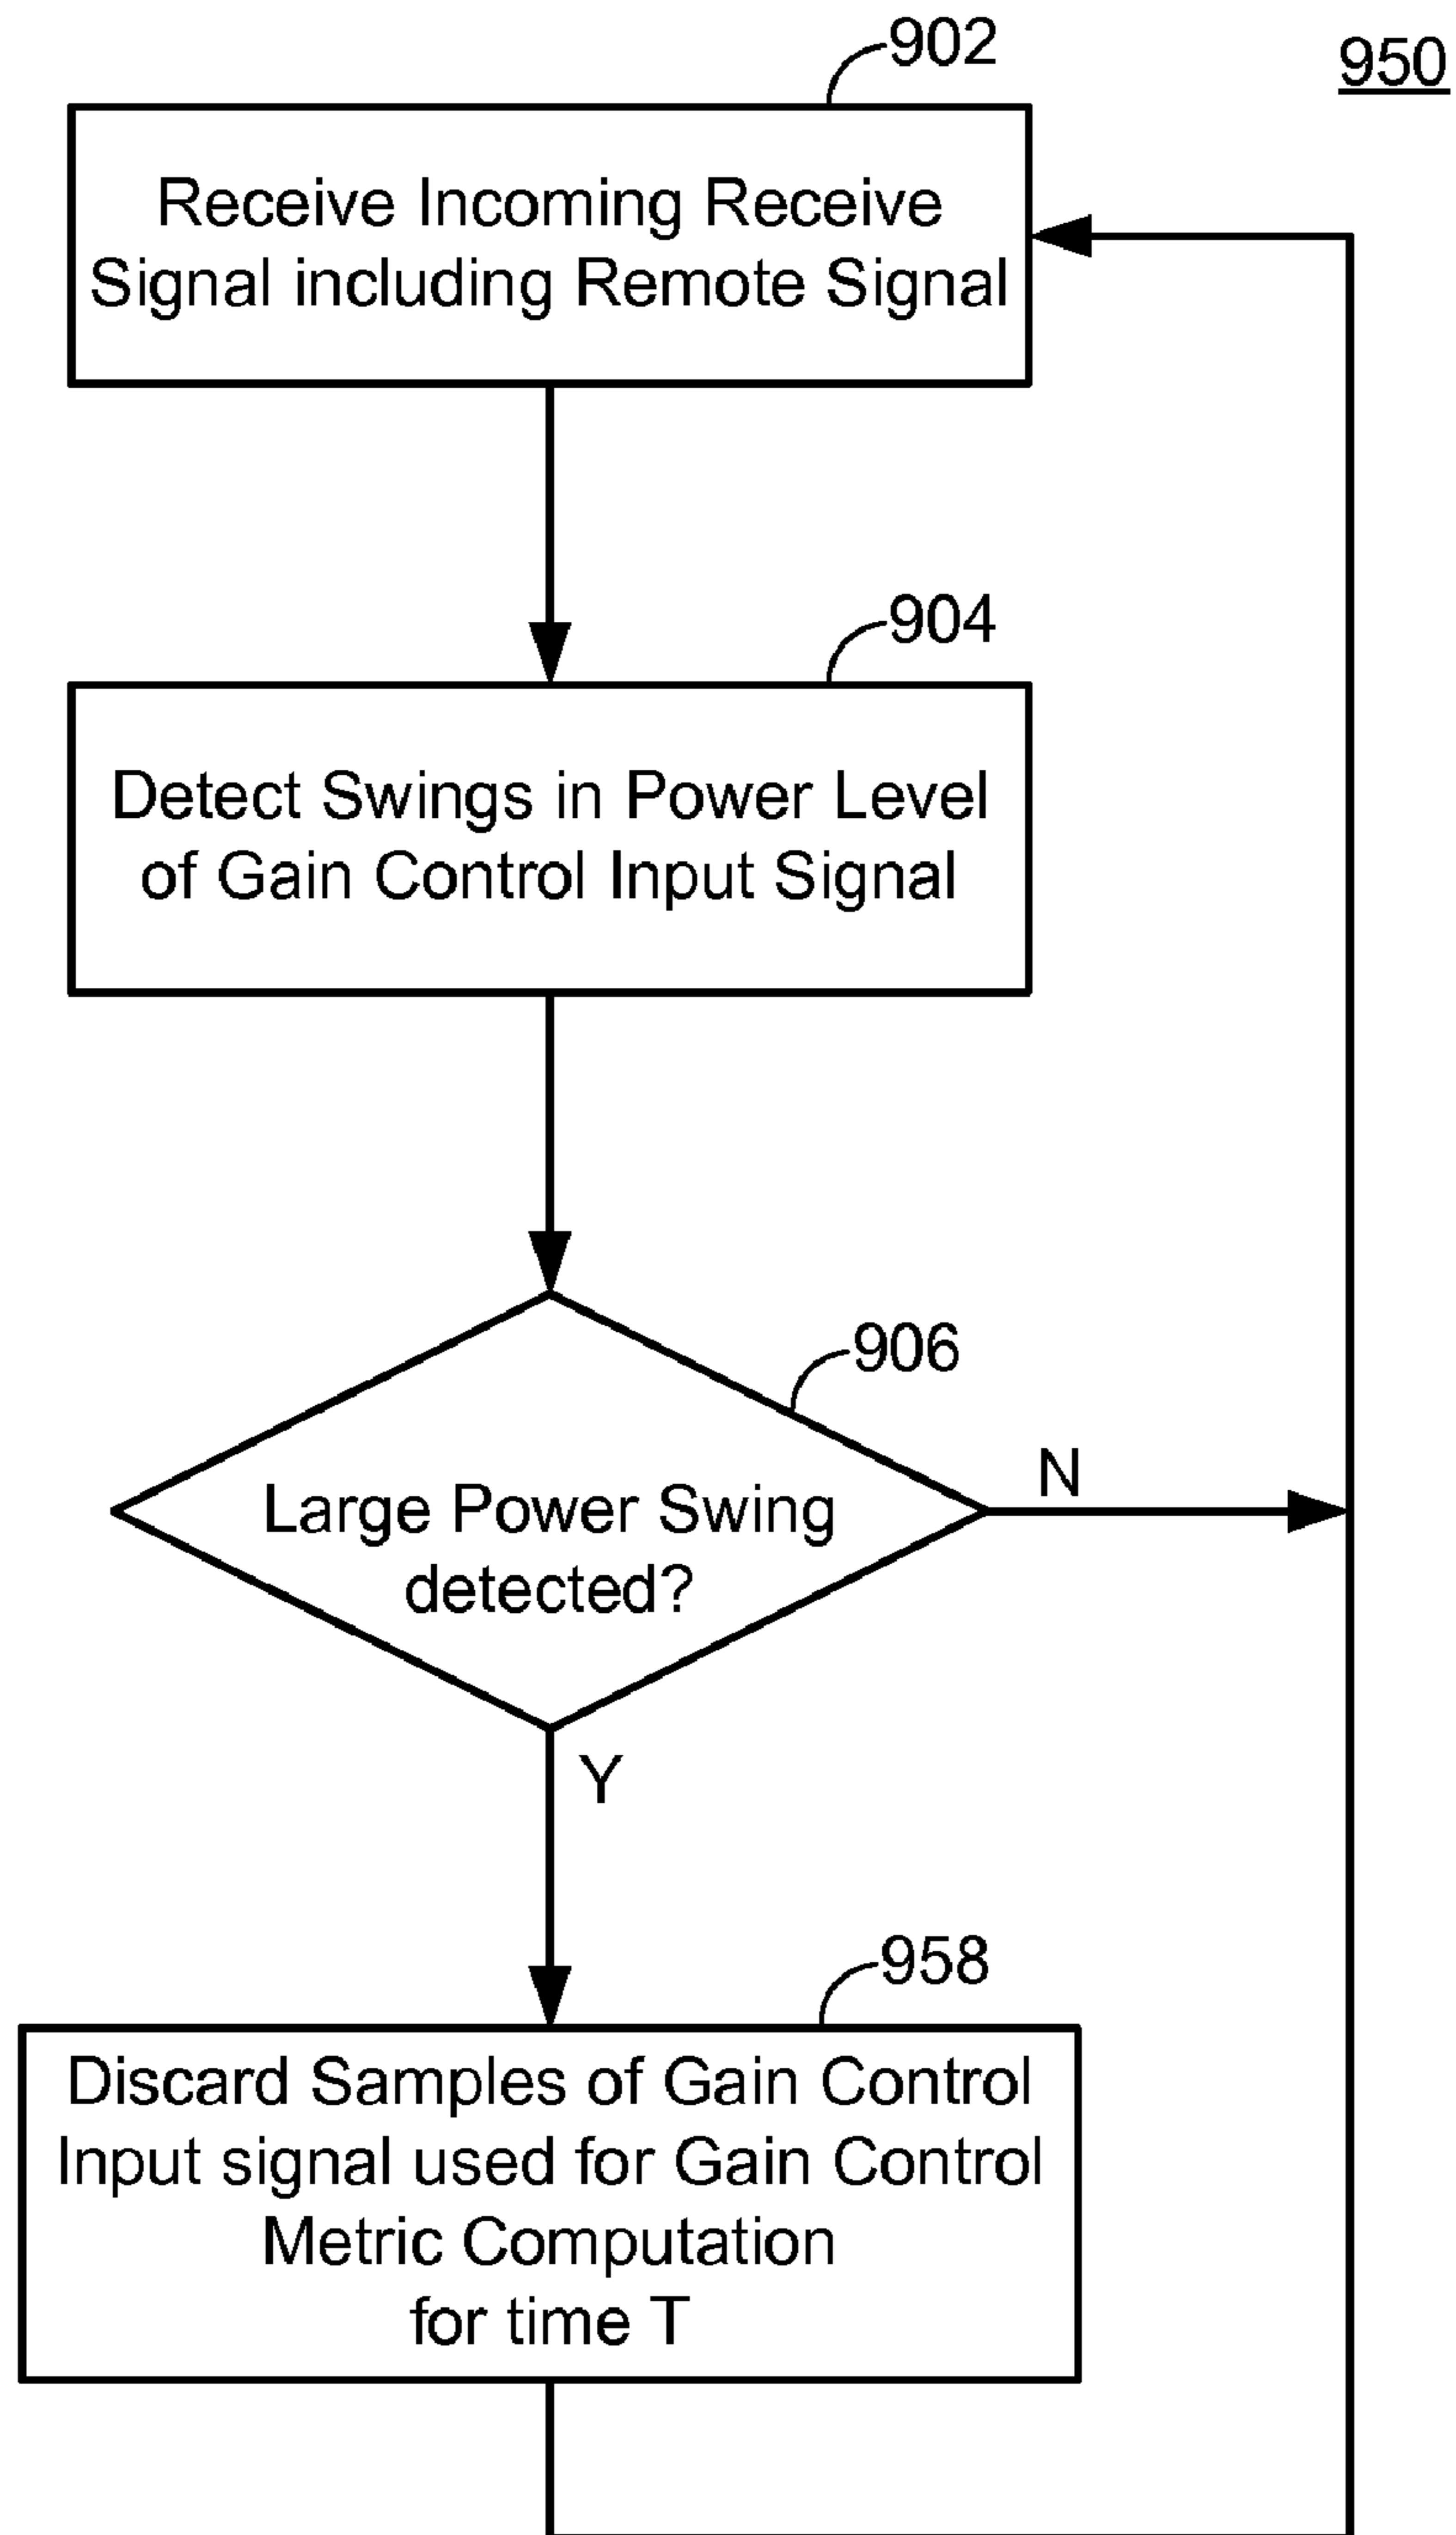 902
950
Receive Incoming Receive
Signal including Remote Signal
904
Detect Swings in Power Level
of Gain Control Input Signal
906
Large Power Swing
detected?
N
Y
958
Discard Samples of Gain Control
Input signal used for Gain Control
Metric Computation
for time T